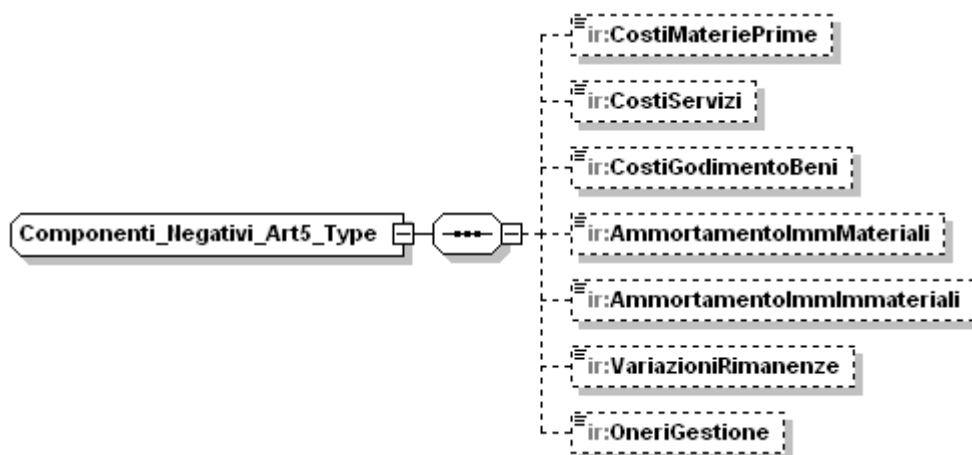 ir:CostiMateriePrime
ir:CostiServizi
ir:CostiGodimentoBeni
Componenti_Negativi_Art5_Type
ir:AmmortamentoImmMateriali
ir:AmmortamentoImmImmateriali
ir:VariazioniRimanenze
ir:OneriGestione